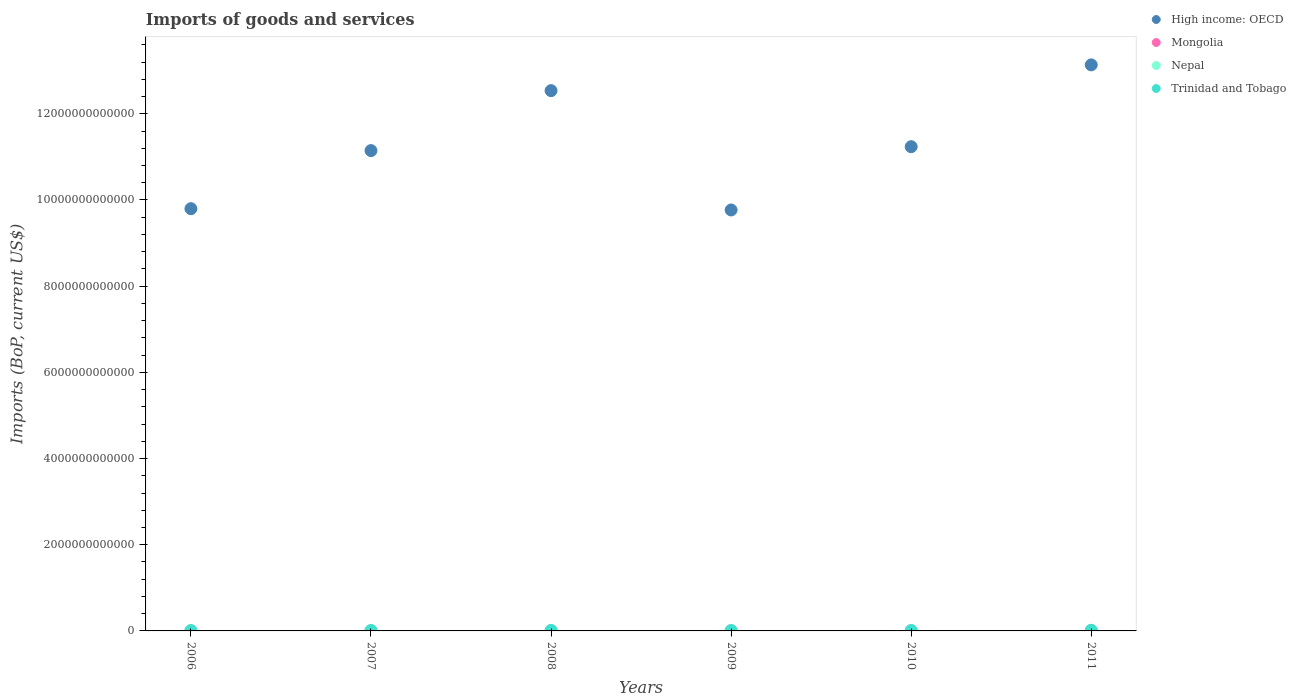 Imports of goods and services
High income: OECD
Mongolia
Nepal
Trinidad and Tobago
Imports (BoP, current US$)
12000000000000
10000000000000
8000000000000
6000000000000
4000000000000
2000000000000
0
2006
2007
2008
2009
2010
2011
Years